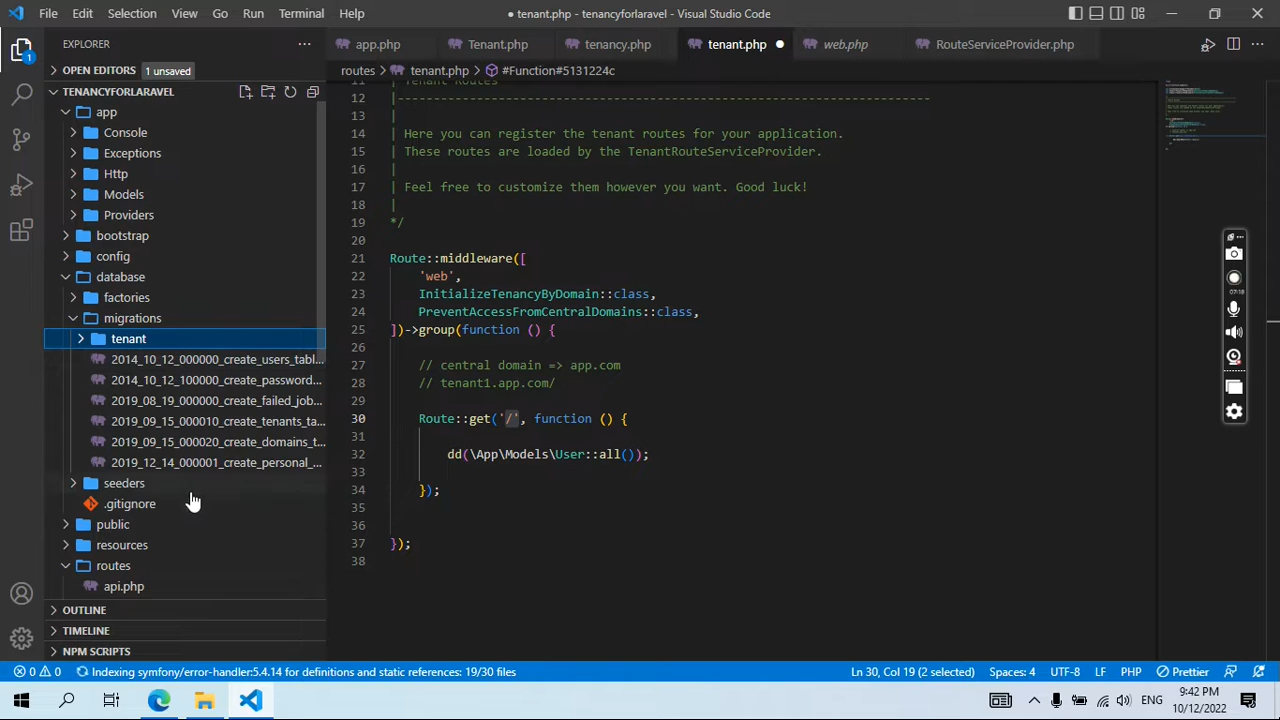 File Edit Selection View Go Run Terminal Help
● tenant.php - tenancyforlaravel - Visual Studio Code
EXPLORER
app.php
Tenant.php
tenancy.php
tenant.php
web.php
RouteServiceProvider.php
1
OPEN EDITORS 1 unsaved
routes > tenant.php > #Function#5131224c
TENANCYFORLARAVEL
app
Console
Exceptions
Http
Models
Providers
bootstrap
config
database
factories
migrations
tenant
2014_10_12_000000_create_users_tabl...
2014_10_12_100000_create_password...
2019_08_19_000000_create_failed_job...
2019_09_15_000010_create_tenants_ta...
2019_09_15_000020_create_domains_t...
2019_12_14_000001_create_personal_...
seeders
.gitignore
public
resources
routes
api.php
OUTLINE
TIMELINE
NPM SCRIPTS
11 | Tenant Routes
12 |--------------------------------------------------------------------------
13 |
14 | Here you can register the tenant routes for your application.
15 | These routes are loaded by the TenantRouteServiceProvider.
16 |
17 | Feel free to customize them however you want. Good luck!
18 |
19 */
20
21 Route::middleware([
22 'web',
23 InitializeTenancyByDomain::class,
24 PreventAccessFromCentralDomains::class,
25 ])->group(function () {
26
27 // central domain => app.com
28 // tenant1.app.com/
29
30 Route::get('/', function () {
31
32 dd(\App\Models\User::all());
33
34 });
35
36
37 });
38
07:19
0 0 Indexing symfony/error-handler:5.4.14 for definitions and static references: 19/30 files
Ln 30, Col 19 (2 selected) Spaces: 4 UTF-8 LF PHP Prettier
ENG
9:42 PM
10/12/2022